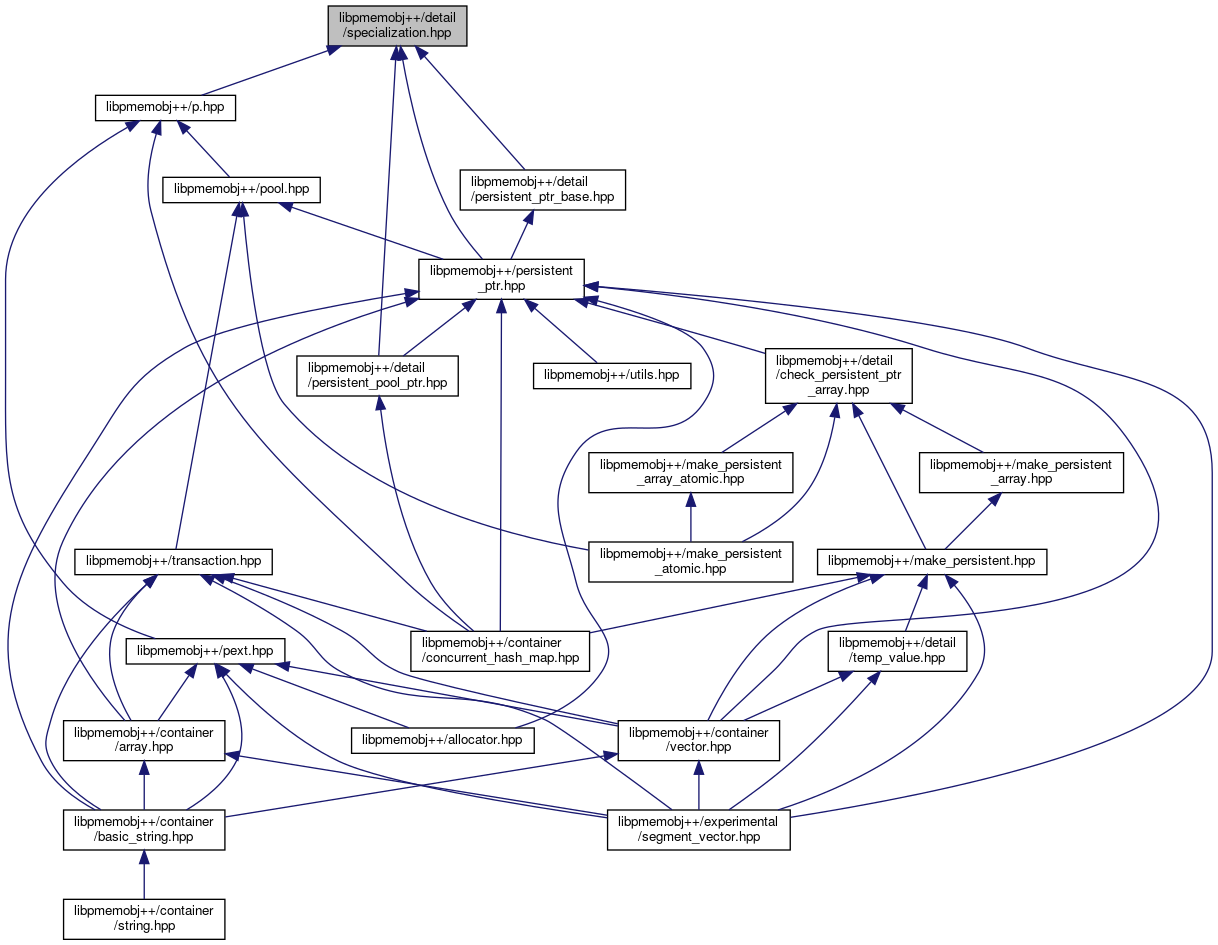 libpmemobj++/detail
/specialization.hpp
libpmemobj++/p.hpp
libpmemobj++/pool.hpp
libpmemobj++/detail
/persistent_ptr_base.hpp
libpmemobj++/persistent
_ptr.hpp
libpmemobj++/detail
/persistent_pool_ptr.hpp
libpmemobj++/utils.hpp
libpmemobj++/detail
/check_persistent_ptr
_array.hpp
libpmemobj++/make_persistent
_array_atomic.hpp
libpmemobj++/make_persistent
_array.hpp
libpmemobj++/transaction.hpp
libpmemobj++/make_persistent
_atomic.hpp
libpmemobj++/make_persistent.hpp
libpmemobj++/pext.hpp
libpmemobj++/container
/concurrent_hash_map.hpp
libpmemobj++/detail
/temp_value.hpp
libpmemobj++/container
/array.hpp
libpmemobj++/allocator.hpp
libpmemobj++/container
/vector.hpp
libpmemobj++/container
/basic_string.hpp
libpmemobj++/experimental
/segment_vector.hpp
libpmemobj++/container
/string.hpp